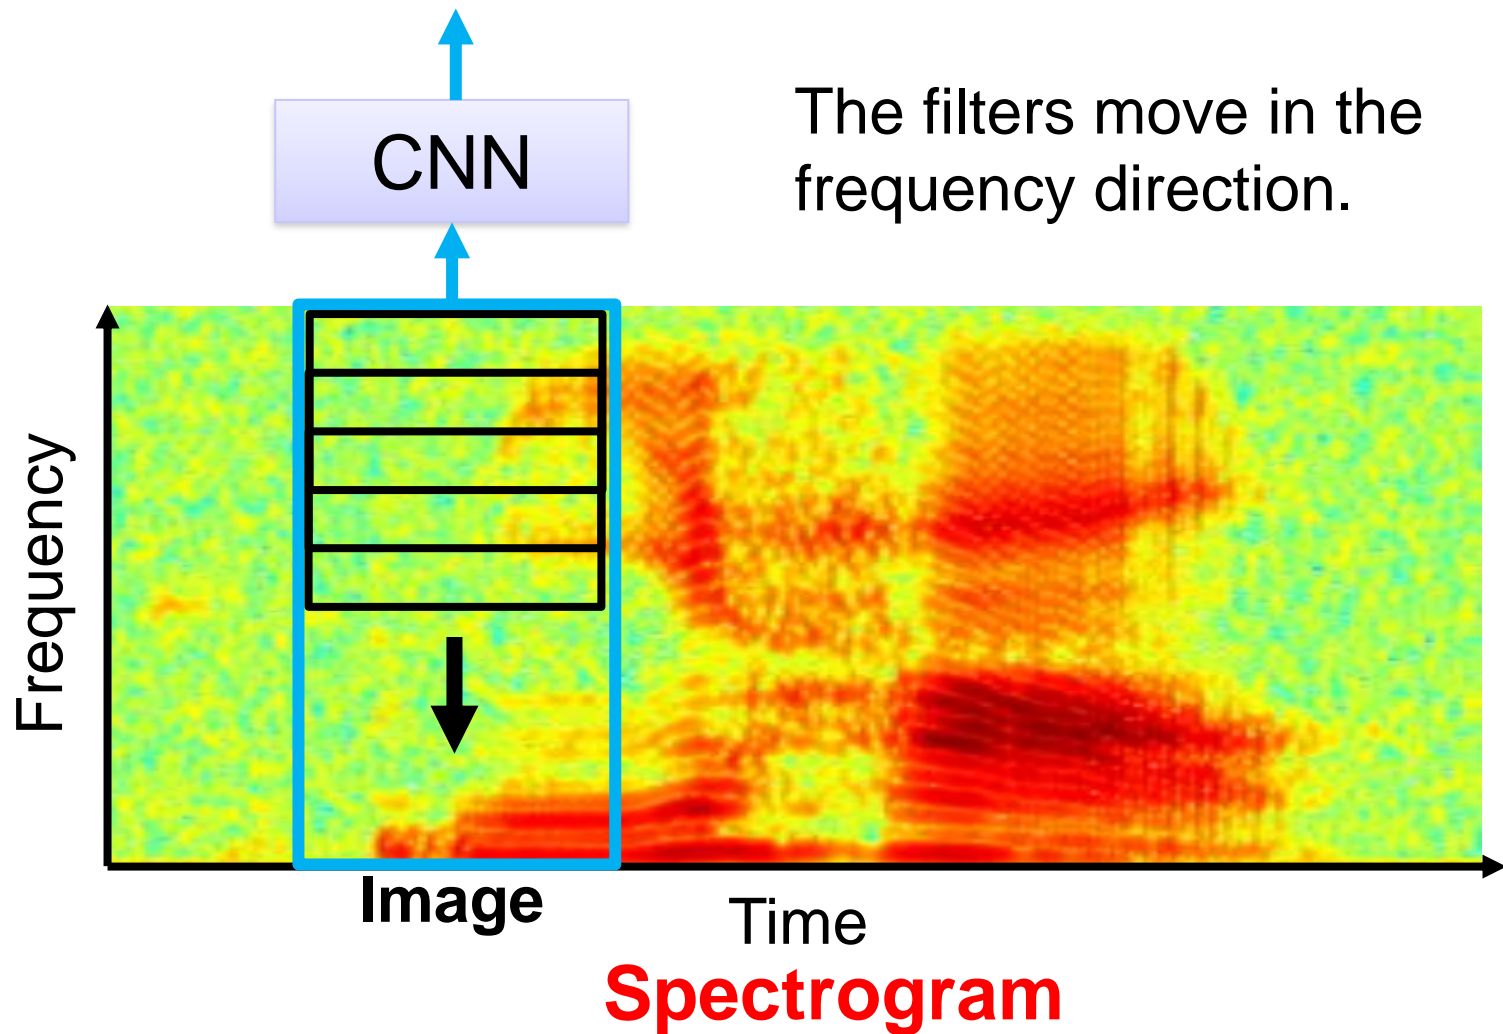 CNN
The filters move in the
frequency direction.
Frequency
Image
Time
Spectrogram